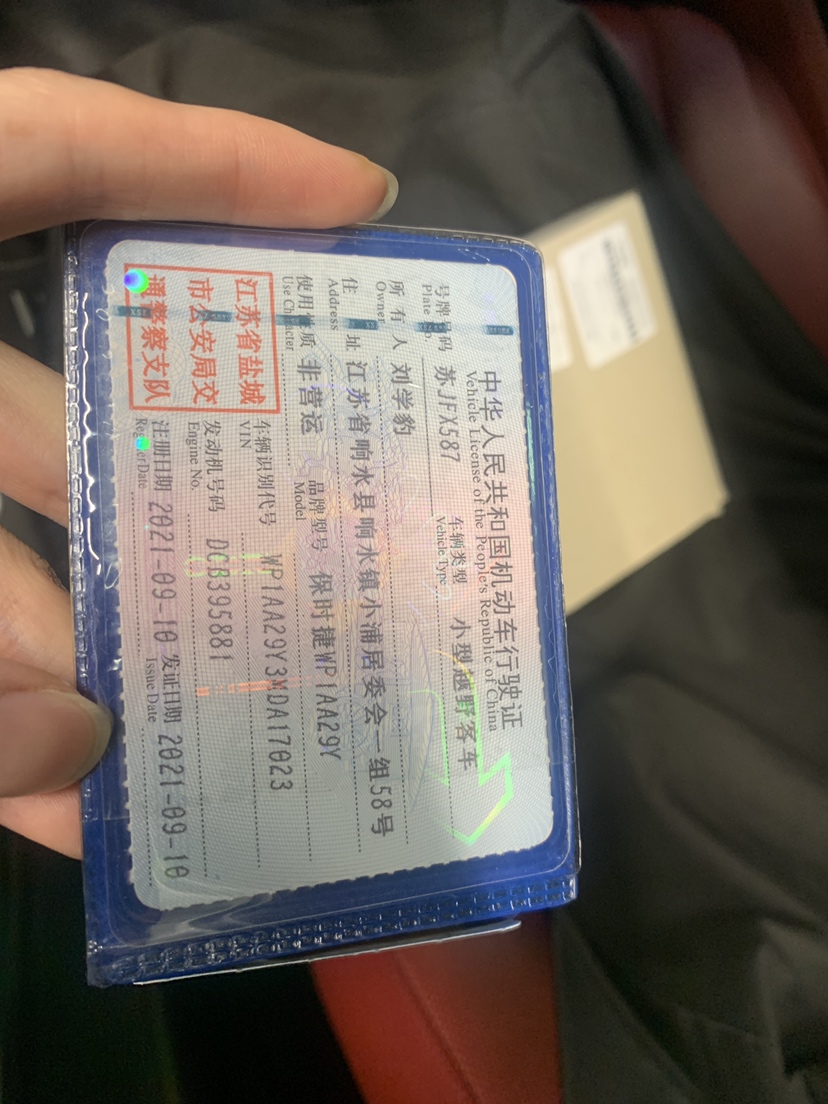 中华人民共和国机动车行驶证
Vehicle License of the People's Republic of China
号牌号码 苏JFX587 车辆类型 小型越野客车
Plate No. Vehicle Type
所有人 刘学豹
Owner
住址 江苏省响水县响水镇小浦居委会一组58号
Address
使用性质 非营运 品牌型号 保时捷WP1AA29Y
Use Character Model
江苏省盐城
市公安局交
通警察支队
车辆识别代号 WP1AA29Y3MDA17023
VIN
发动机号码 DCB395881
Engine No.
注册日期 2021-09-10 发证日期 2021-09-10
Register Date Issue Date